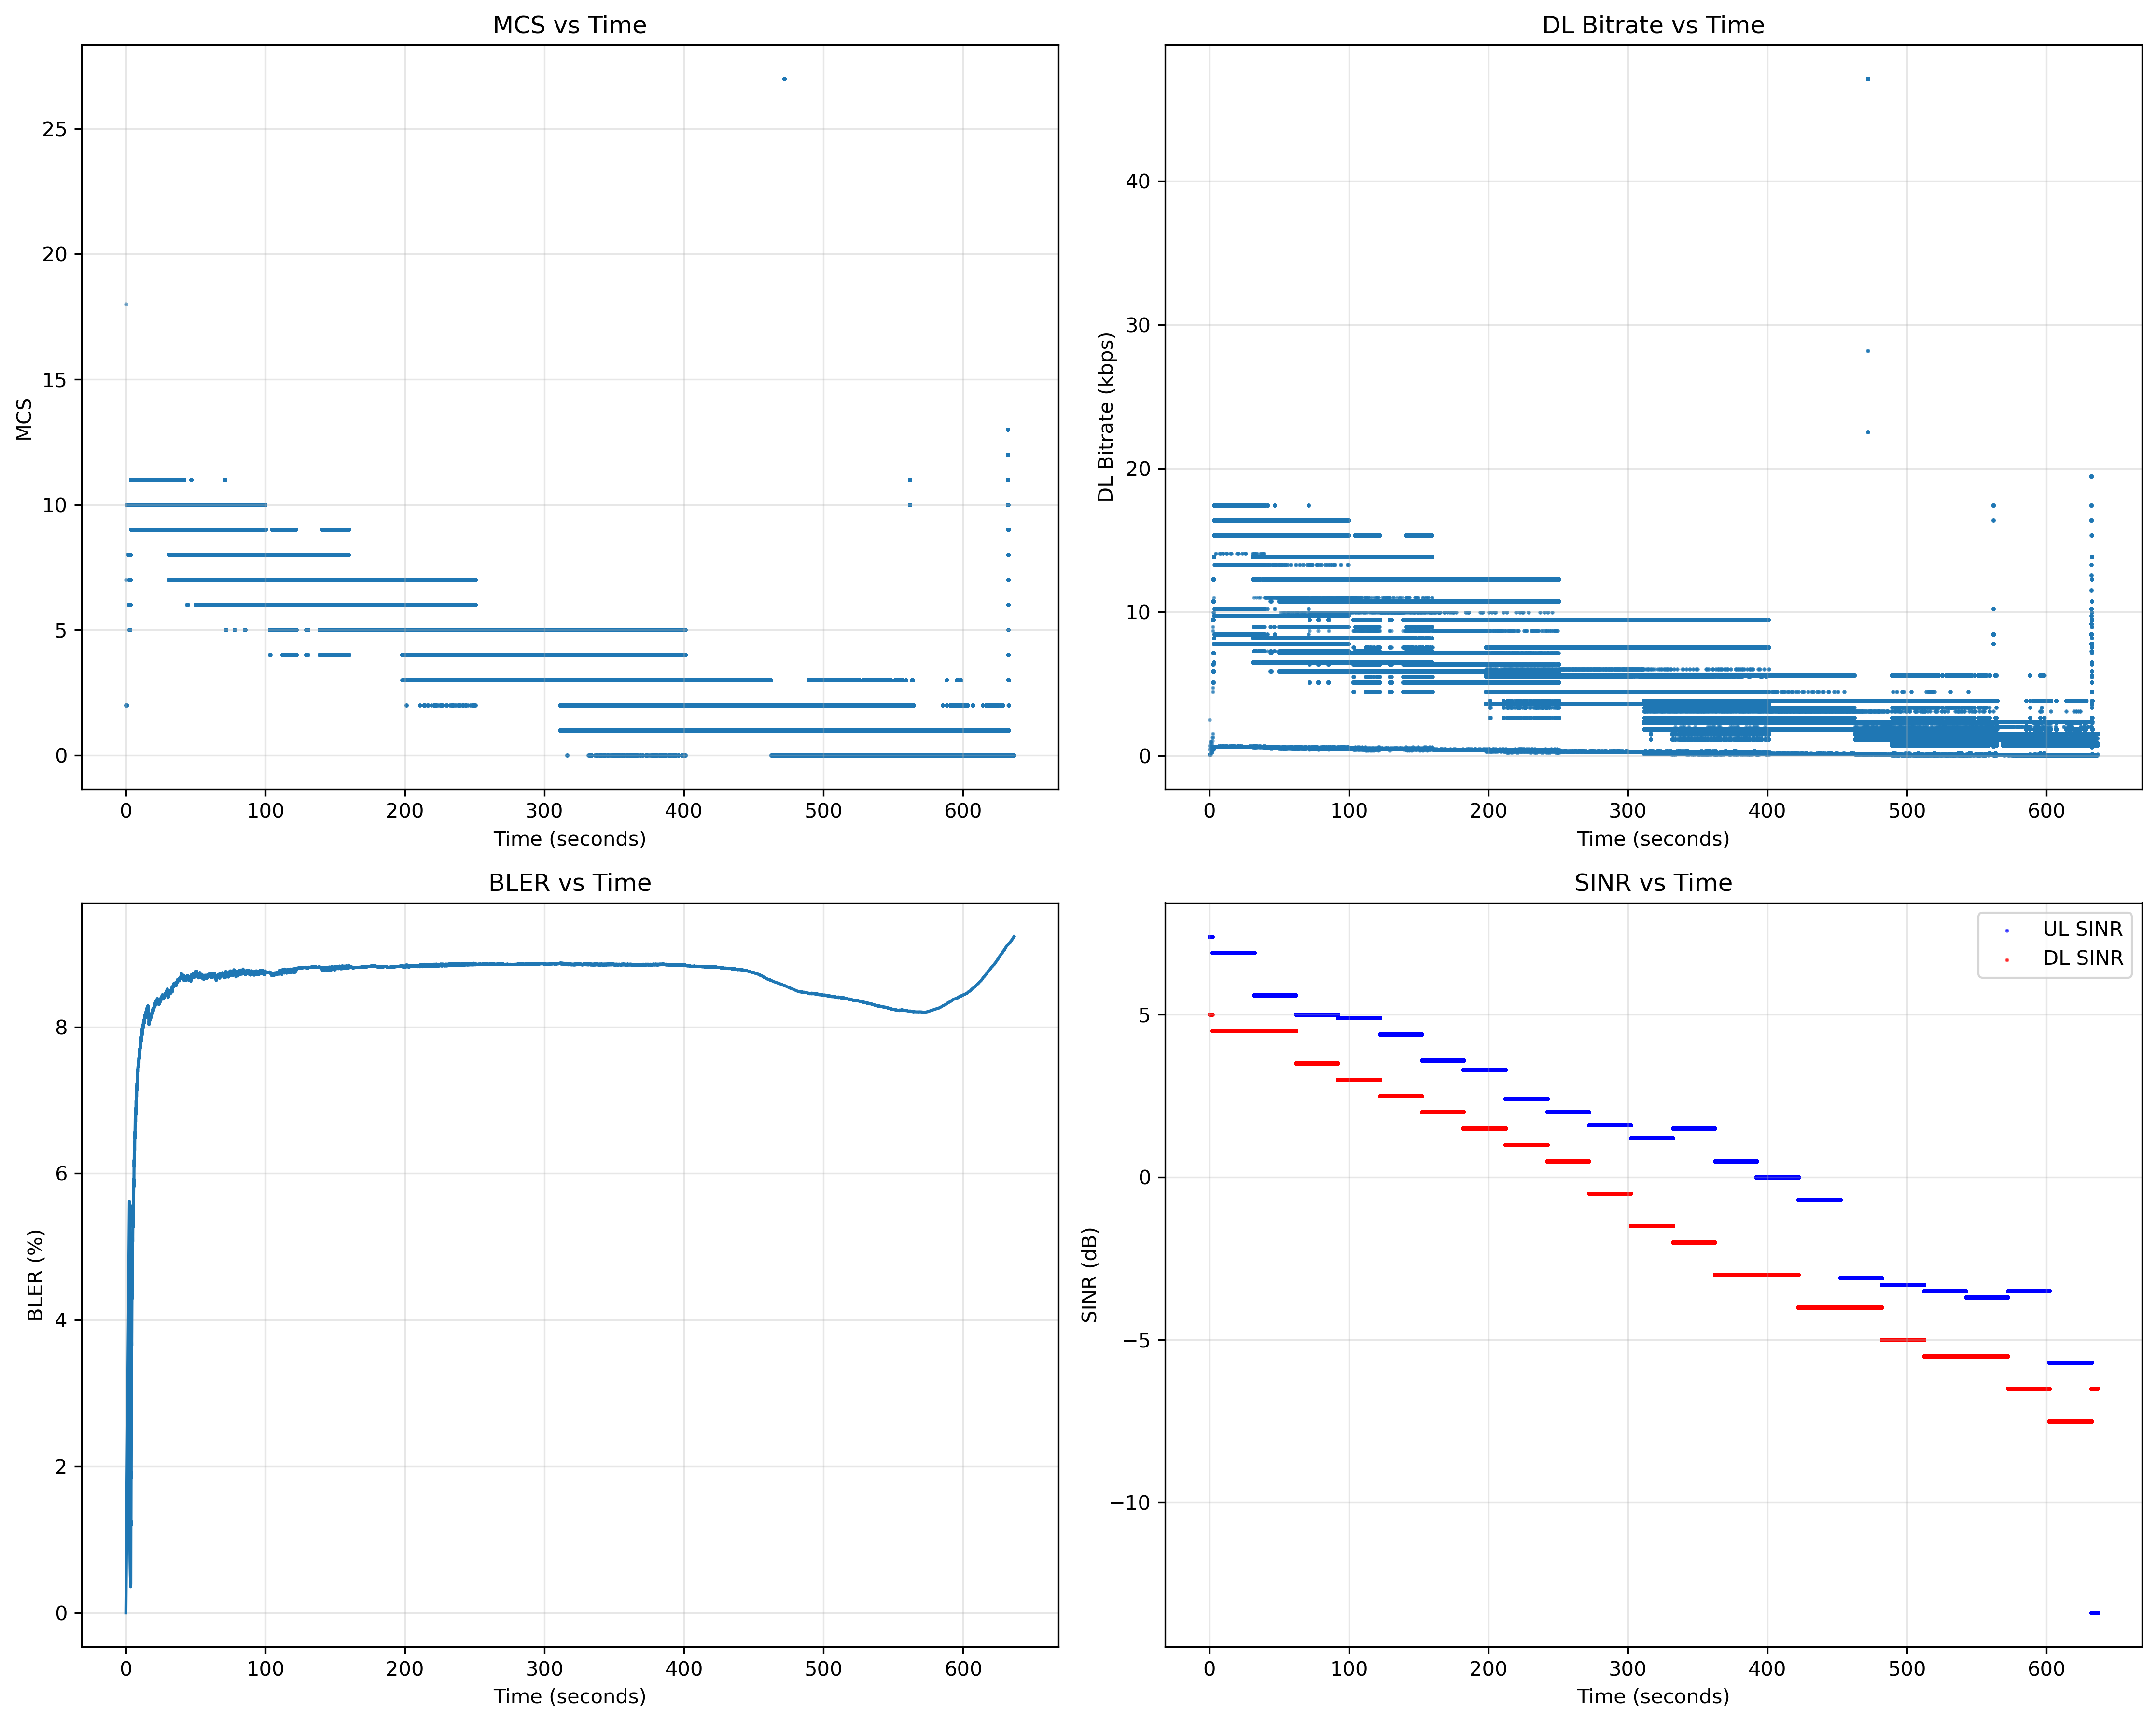 MCS vs Time
MCS
25
20
15
10
5
0
0 100 200 300 400 500 600
Time (seconds)
DL Bitrate vs Time
DL Bitrate (kbps)
40
30
20
10
0
0 100 200 300 400 500 600
Time (seconds)
BLER vs Time
BLER (%)
8
6
4
2
0
0 100 200 300 400 500 600
Time (seconds)
SINR vs Time
UL SINR
DL SINR
SINR (dB)
5
0
−5
−10
0 100 200 300 400 500 600
Time (seconds)